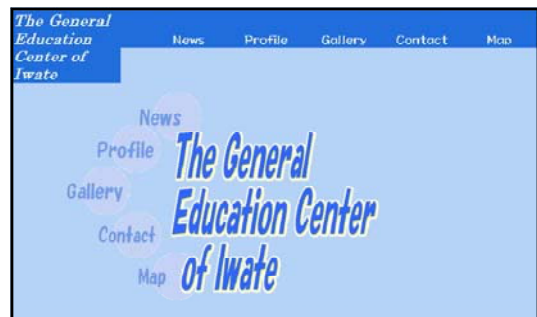 The General
Education
Center of
Iwate
News Profile Gallery Contact Map
News
Profile
Gallery
Contact
Map
The General
Education Center
of Iwate